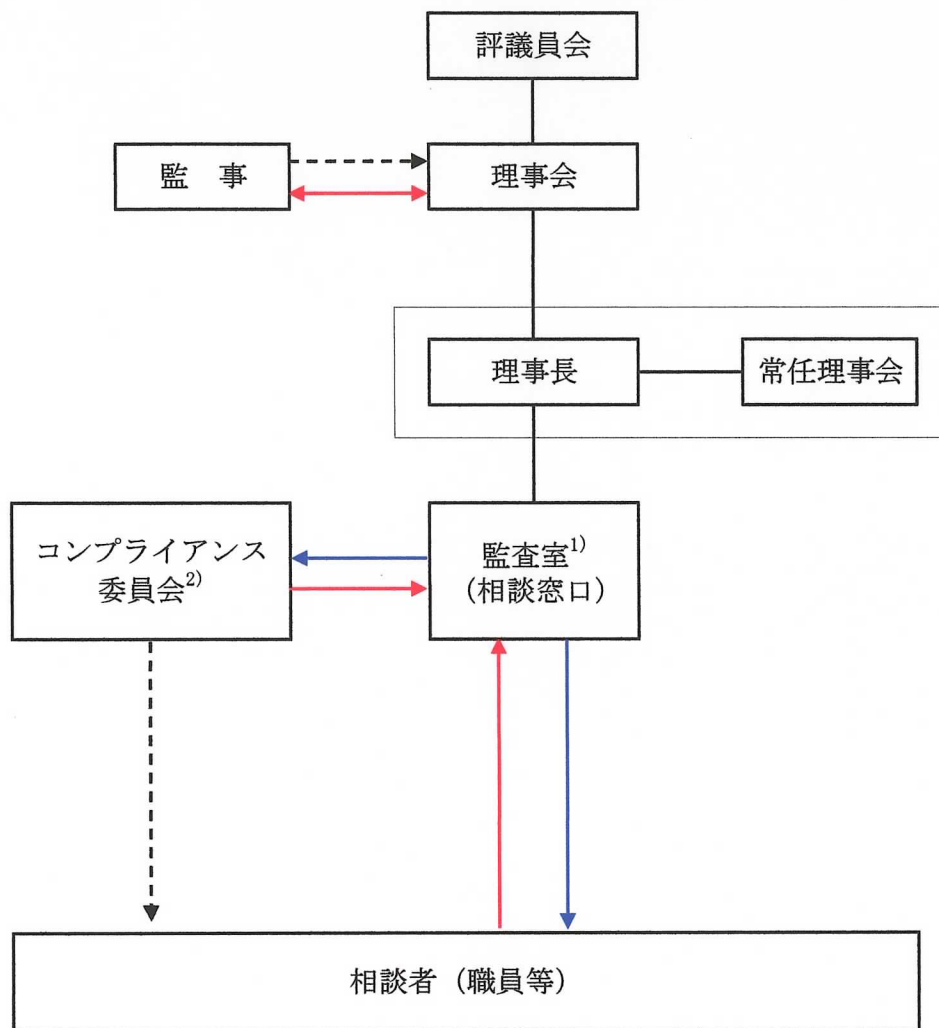 評議員会
監　事
理事会
理事長
常任理事会
コンプライアンス
委員会2)
監査室1)
（相談窓口）
相談者（職員等）